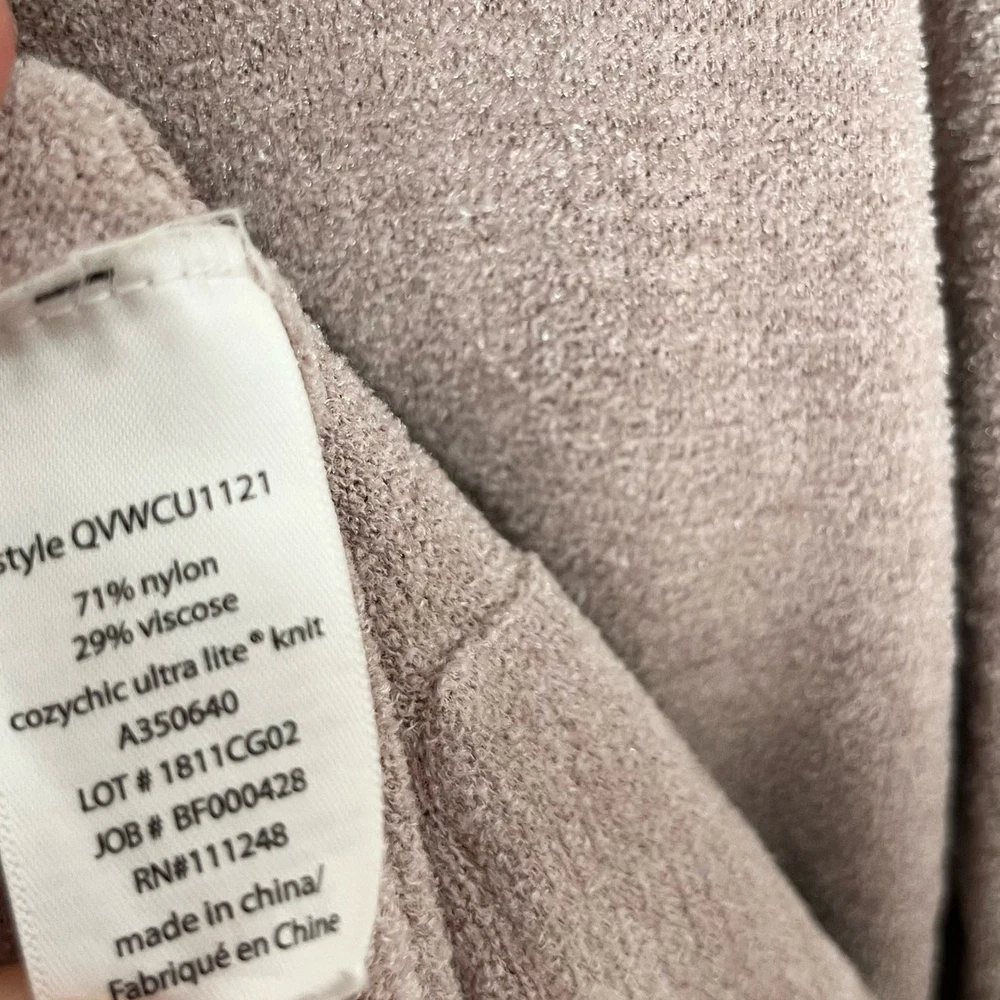 style QVWCU1121
71% nylon
29% viscose
cozychic ultra lite® knit
A350640
LOT # 1811CG02
JOB # BF000428
RN#111248
made in china/
Fabriqué en Chine